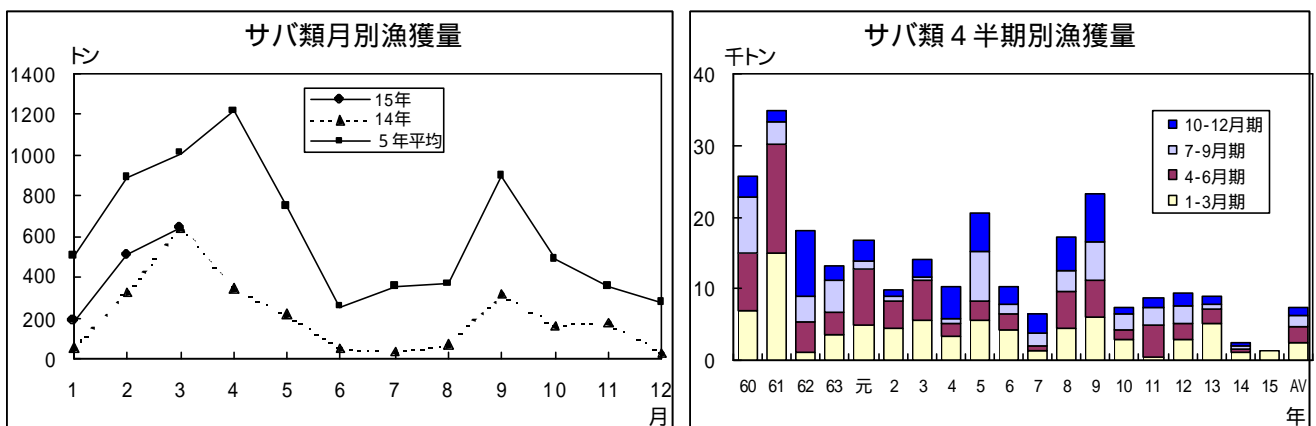 サバ類月別漁獲量
トン
1400
1200
1000
800
600
400
200
0
15年
14年
５年平均
1 2 3 4 5 6 7 8 9 10 11 12
月
サバ類４半期別漁獲量
千トン
40
30
20
10
0
10-12月期
7-9月期
4-6月期
1-3月期
60 61 62 63 元 2 3 4 5 6 7 8 9 10 11 12 13 14 15 AV
年